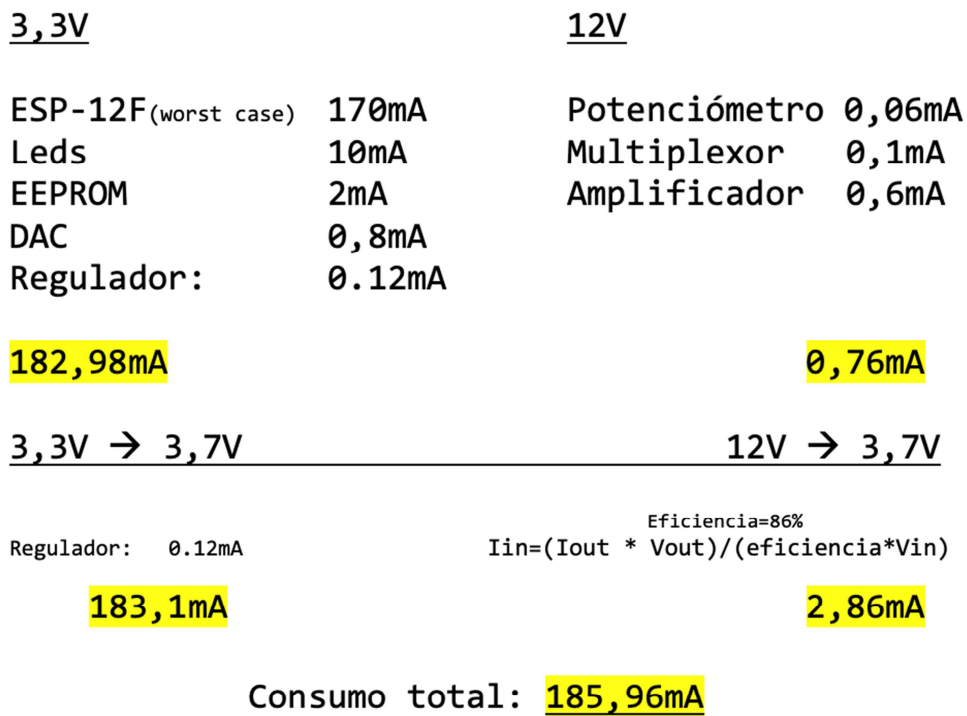 3,3V 12V
ESP-12F(worst case) 170mA Potenciómetro 0,06mA
Leds 10mA Multiplexor 0,1mA
EEPROM 2mA Amplificador 0,6mA
DAC 0,8mA
Regulador: 0.12mA
182,98mA 0,76mA
3,3V → 3,7V 12V → 3,7V
Eficiencia=86%
Regulador: 0.12mA Iin=(Iout * Vout)/(eficiencia*Vin)
183,1mA 2,86mA
Consumo total: 185,96mA